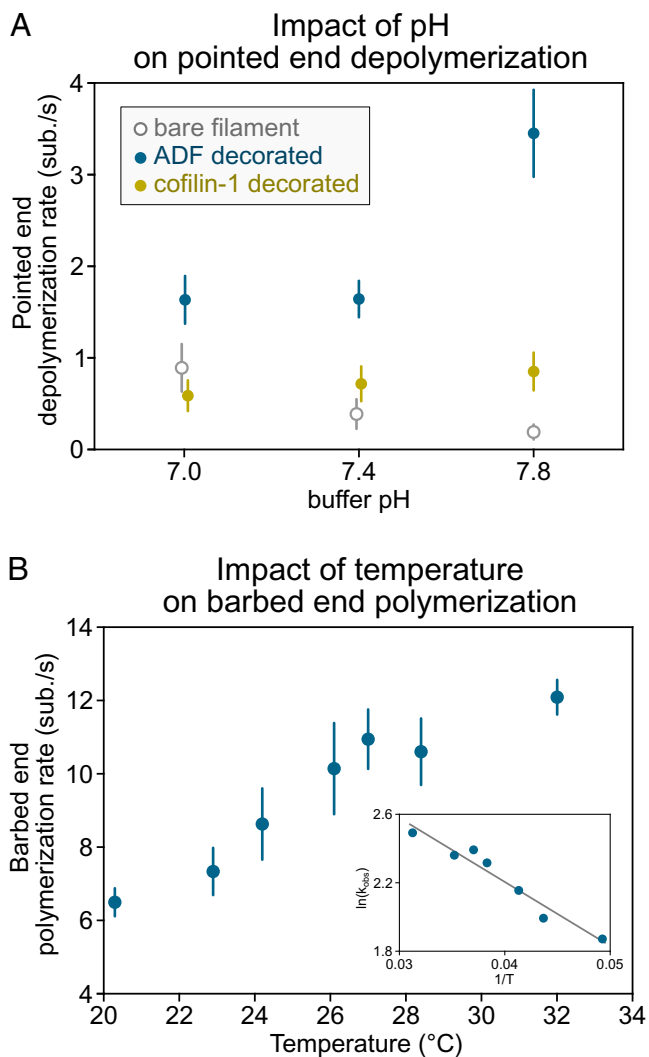 A
Impact of pH
on pointed end depolymerization
Pointed end
depolymerization rate (sub./s)
4
3
2
1
0
bare filament
ADF decorated
cofilin-1 decorated
7.0 7.4 7.8
buffer pH
B
Impact of temperature
on barbed end polymerization
Barbed end
polymerization rate (sub./s)
14
12
10
8
6
4
ln(kobs)
2.6
2.2
1.8
0.03 0.04 0.05
1/T
20 22 24 26 28 30 32 34
Temperature (°C)